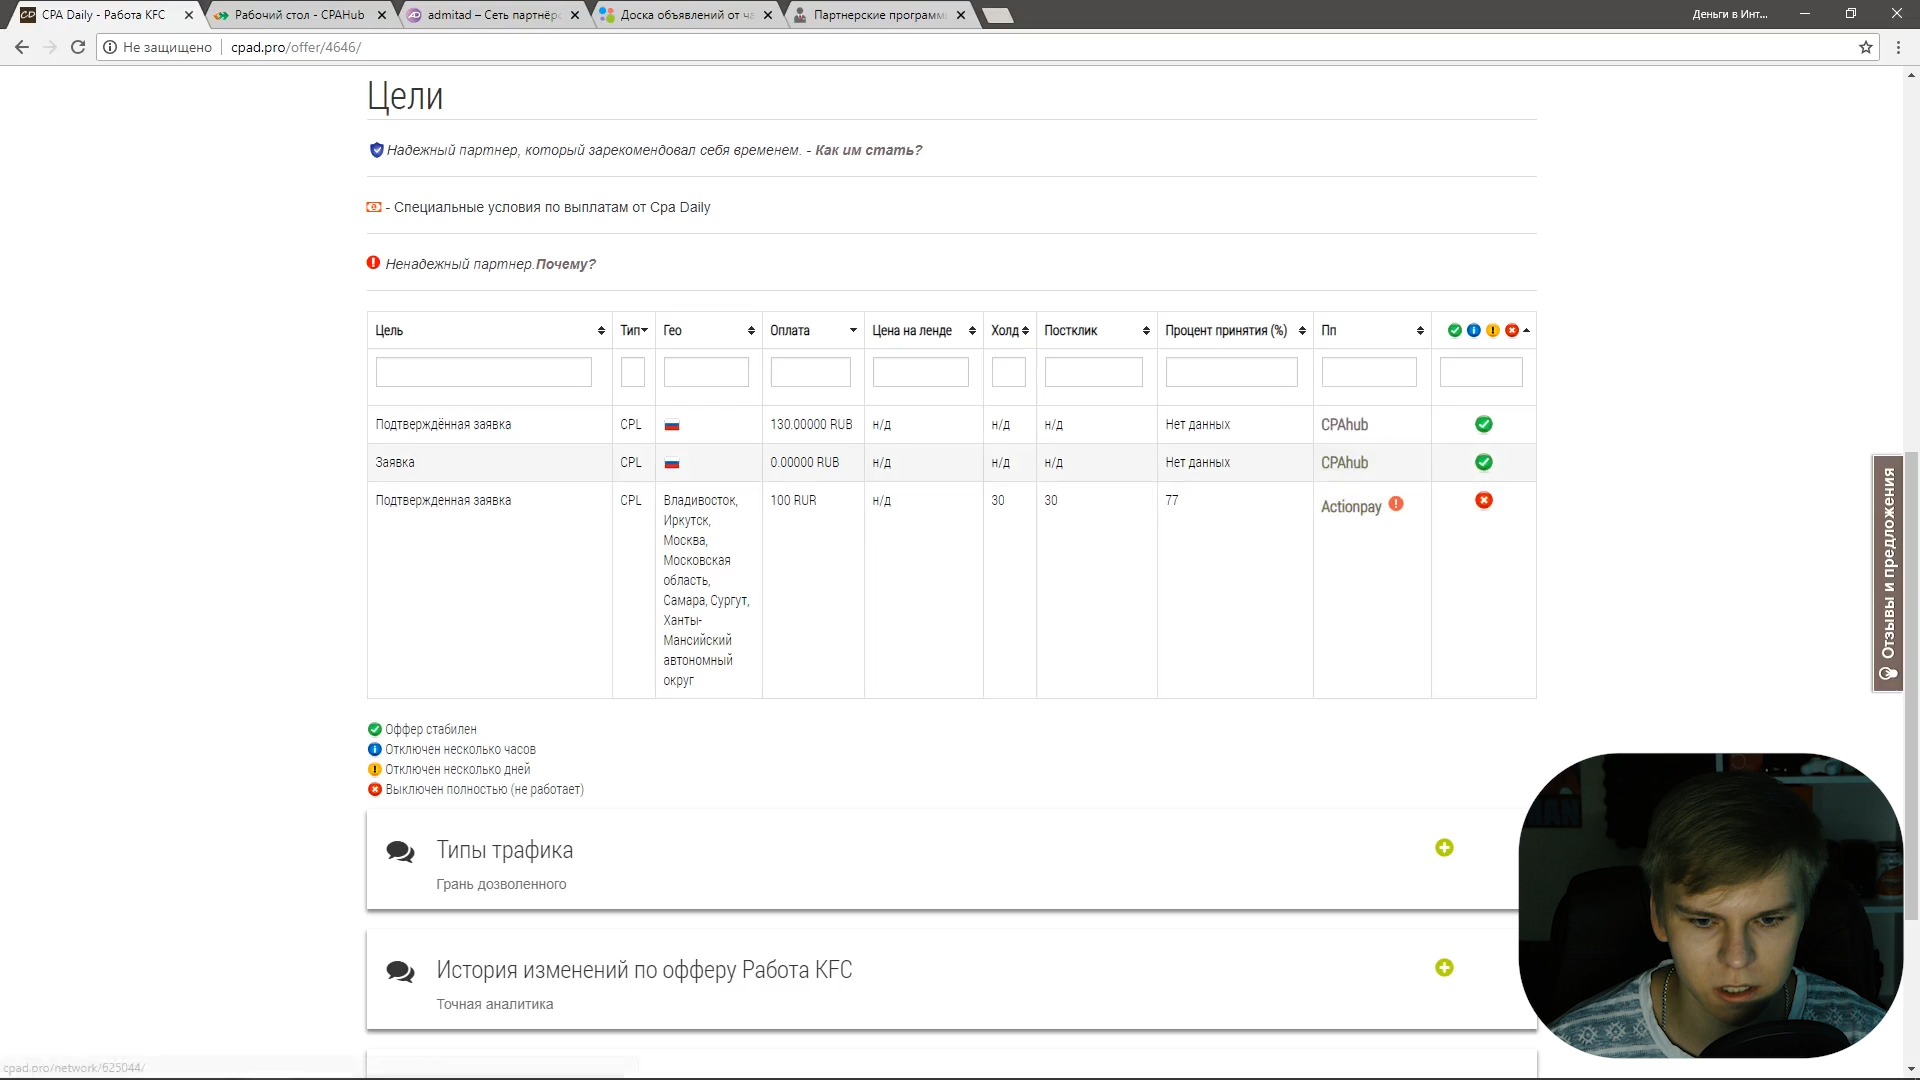 CPA Daily - Работа KFC
Рабочий стол - CPAHub
admitad – Сеть партнёрс
Доска объявлений от ча
Партнерские программ
Деньги в Инт...
Не защищено
cpad.pro/offer/4646/
Цели
Надежный партнер, который зарекомендовал себя временем. - Как им стать?
- Специальные условия по выплатам от Cpa Daily
Ненадежный партнер.Почему?
Цель Тип Гео Оплата Цена на ленде Холд Постклик Процент принятия (%) Пп
Подтверждённая заявка CPL 130.00000 RUB н/д н/д н/д Нет данных CPAhub
Заявка CPL 0.00000 RUB н/д н/д н/д Нет данных CPAhub
Подтвержденная заявка CPL Владивосток, 100 RUR н/д 30 30 77 Actionpay
Иркутск,
Москва,
Московская
область,
Самара, Сургут,
Ханты-
Мансийский
автономный
округ
Оффер стабилен
Отключен несколько часов
Отключен несколько дней
Выключен полностью (не работает)
Отзывы и предложения
Типы трафика
Грань дозволенного
История изменений по офферу Работа KFC
Точная аналитика
cpad.pro/network/625044/